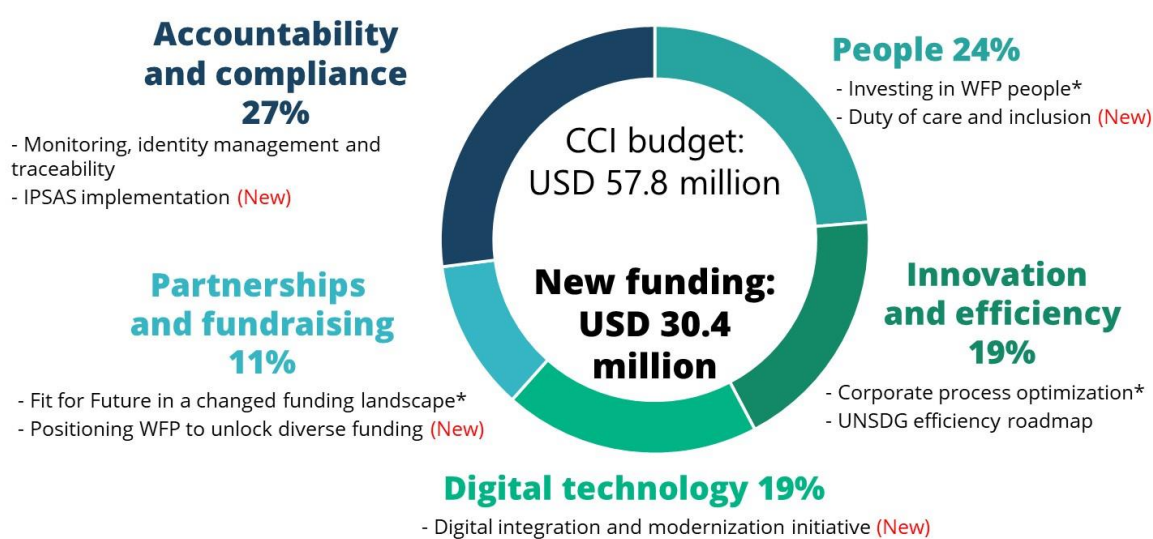 Accountability
and compliance
27%
- Monitoring, identity management and
traceability
- IPSAS implementation (New)
People 24%
- Investing in WFP people*
- Duty of care and inclusion (New)
CCI budget:
USD 57.8 million
New funding:
USD 30.4
million
Partnerships
and fundraising
11%
- Fit for Future in a changed funding landscape*
- Positioning WFP to unlock diverse funding (New)
Innovation
and efficiency
19%
- Corporate process optimization*
- UNSDG efficiency roadmap
Digital technology 19%
- Digital integration and modernization initiative (New)